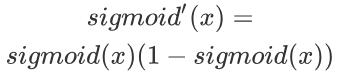 sigmoid′(x) =
sigmoid(x)(1 − sigmoid(x))